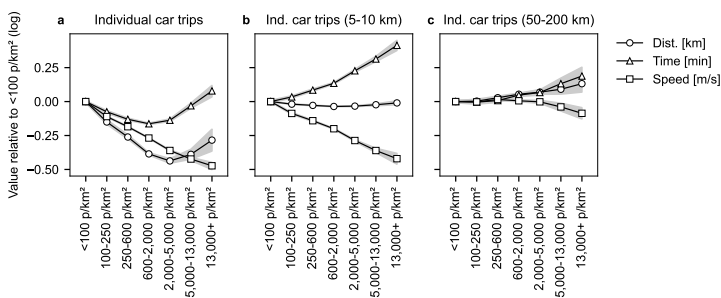 a Individual car trips
b Ind. car trips (5-10 km)
c Ind. car trips (50-200 km)
Value relative to <100 p/km² (log)
0.25
0.00
−0.25
−0.50
<100 p/km²
100-250 p/km²
250-600 p/km²
600-2,000 p/km²
2,000-5,000 p/km²
5,000-13,000 p/km²
13,000+ p/km²
<100 p/km²
100-250 p/km²
250-600 p/km²
600-2,000 p/km²
2,000-5,000 p/km²
5,000-13,000 p/km²
13,000+ p/km²
<100 p/km²
100-250 p/km²
250-600 p/km²
600-2,000 p/km²
2,000-5,000 p/km²
5,000-13,000 p/km²
13,000+ p/km²
Dist. [km]
Time [min]
Speed [m/s]